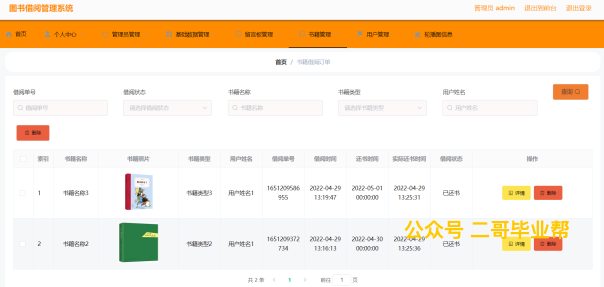 图书借阅管理系统
管理员 admin 退出到前台 退出登录
首页 个人中心 管理员管理 基础数据管理 留言板管理 书籍管理 用户管理 轮播图信息
首页 / 书籍借阅订单
借阅单号 借阅状态 书籍名称 书籍类型 用户姓名
借阅单号 请选择借阅状态 书籍名称 请选择书籍类型 用户姓名 查询
删除
索引 书籍名称 书籍照片 书籍类型 用户姓名 借阅单号 借阅时间 还书时间 实际还书时间 借阅状态 操作
1 书籍名称3 书籍类型3 用户姓名1 1651209586955 2022-04-29 13:19:47 2022-05-01 00:00:00 2022-04-29 13:25:31 已还书 详情 删除
2 书籍名称2 书籍类型2 用户姓名1 1651209372734 2022-04-29 13:16:13 2022-04-30 00:00:00 2022-04-29 13:25:36 已还书 详情 删除
公众号 二哥毕业帮
共 2 条 1 前往 1 页